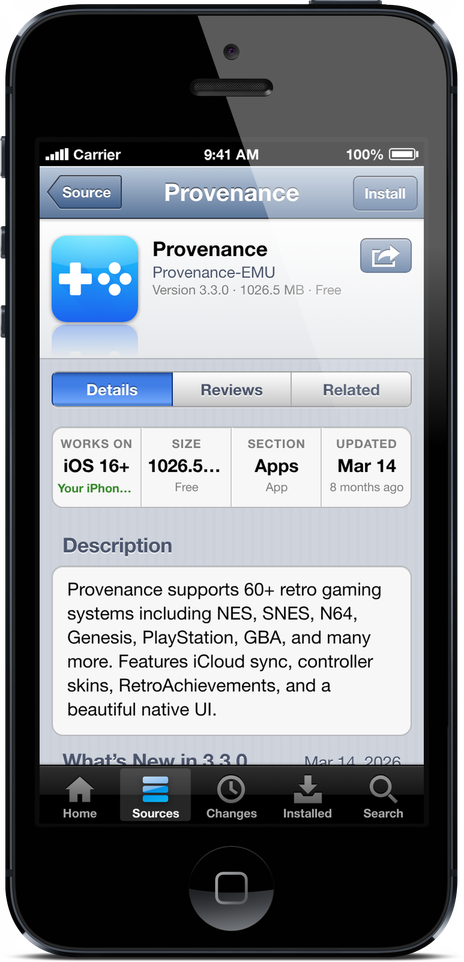 Carrier 9:41 AM 100%
Source Provenance Install
Provenance
Provenance-EMU
Version 3.3.0 · 1026.5 MB · Free
Details Reviews Related
WORKS ON SIZE SECTION UPDATED
iOS 16+ 1026.5... Apps Mar 14
Your iPhon... Free App 8 months ago
Description
Provenance supports 60+ retro gaming
systems including NES, SNES, N64,
Genesis, PlayStation, GBA, and many
more. Features iCloud sync, controller
skins, RetroAchievements, and a
beautiful native UI.
What's New in 3.3.0 Mar 14, 2026
Home Sources Changes Installed Search